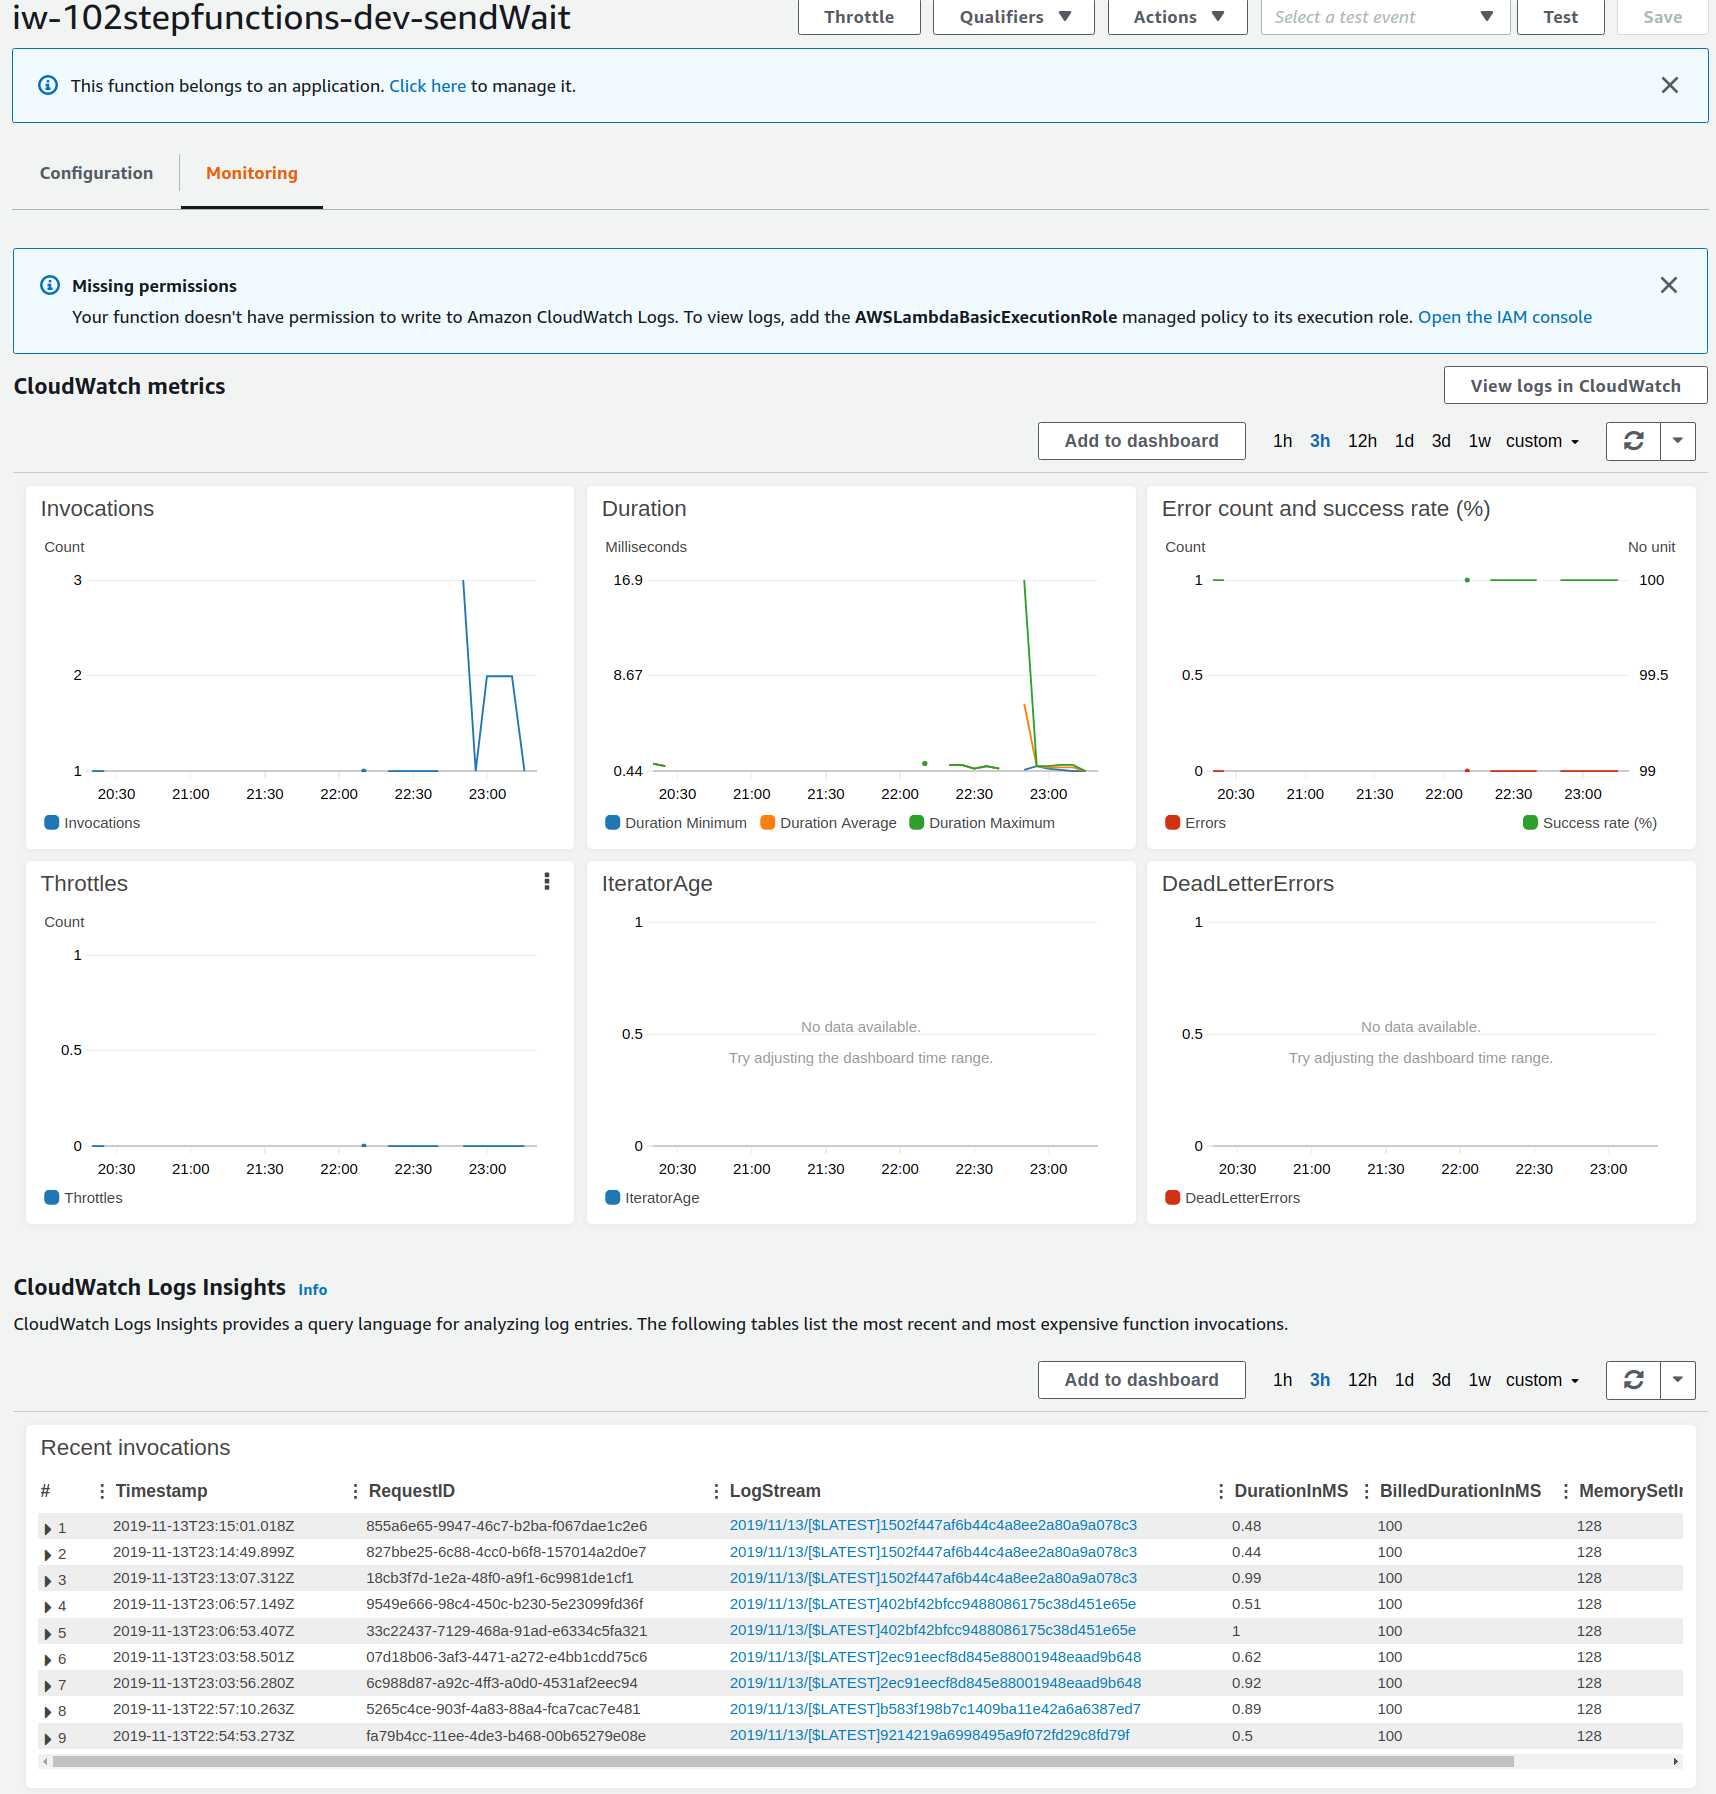 iw-102stepfunctions-dev-sendWait Throttle Qualifiers Actions Select a test event Test Save
This function belongs to an application. Click here to manage it.
Configuration Monitoring
Missing permissions
Your function doesn't have permission to write to Amazon CloudWatch Logs. To view logs, add the AWSLambdaBasicExecutionRole managed policy to its execution role. Open the IAM console
CloudWatch metrics View logs in CloudWatch
Add to dashboard 1h 3h 12h 1d 3d 1w custom
Invocations
Count
3
2
1
20:30 21:00 21:30 22:00 22:30 23:00
Invocations
Duration
Milliseconds
16.9
8.67
0.44
20:30 21:00 21:30 22:00 22:30 23:00
Duration Minimum Duration Average Duration Maximum
Error count and success rate (%)
Count No unit
1 100
0.5 99.5
0 99
20:30 21:00 21:30 22:00 22:30 23:00
Errors Success rate (%)
Throttles
Count
1
0.5
0
20:30 21:00 21:30 22:00 22:30 23:00
Throttles
IteratorAge
1
No data available.
0.5
Try adjusting the dashboard time range.
0
20:30 21:00 21:30 22:00 22:30 23:00
IteratorAge
DeadLetterErrors
1
No data available.
0.5
Try adjusting the dashboard time range.
0
20:30 21:00 21:30 22:00 22:30 23:00
DeadLetterErrors
CloudWatch Logs Insights Info
CloudWatch Logs Insights provides a query language for analyzing log entries. The following tables list the most recent and most expensive function invocations.
Add to dashboard 1h 3h 12h 1d 3d 1w custom
Recent invocations
# Timestamp RequestID LogStream DurationInMS BilledDurationInMS MemorySetIn
1 2019-11-13T23:15:01.018Z 855a6e65-9947-46c7-b2ba-f067dae1c2e6 2019/11/13/[$LATEST]1502f447af6b44c4a8ee2a80a9a078c3 0.48 100 128
2 2019-11-13T23:14:49.899Z 827bbe25-6c88-4cc0-b6f8-157014a2d0e7 2019/11/13/[$LATEST]1502f447af6b44c4a8ee2a80a9a078c3 0.44 100 128
3 2019-11-13T23:13:07.312Z 18cb3f7d-1e2a-48f0-a9f1-6c9981de1cf1 2019/11/13/[$LATEST]1502f447af6b44c4a8ee2a80a9a078c3 0.99 100 128
4 2019-11-13T23:06:57.149Z 9549e666-98c4-450c-b230-5e23099fd36f 2019/11/13/[$LATEST]402bf42bfcc9488086175c38d451e65e 0.51 100 128
5 2019-11-13T23:06:53.407Z 33c22437-7129-468a-91ad-e6334c5fa321 2019/11/13/[$LATEST]402bf42bfcc9488086175c38d451e65e 1 100 128
6 2019-11-13T23:03:58.501Z 07d18b06-3af3-4471-a272-e4bb1cdd75c6 2019/11/13/[$LATEST]2ec91eecf8d845e88001948eaad9b648 0.62 100 128
7 2019-11-13T23:03:56.280Z 6c988d87-a92c-4ff3-a0d0-4531af2eec94 2019/11/13/[$LATEST]2ec91eecf8d845e88001948eaad9b648 0.92 100 128
8 2019-11-13T22:57:10.263Z 5265c4ce-903f-4a83-88a4-fca7cac7e481 2019/11/13/[$LATEST]b583f198b7c1409ba11e42a6a6387ed7 0.89 100 128
9 2019-11-13T22:54:53.273Z fa79b4cc-11ee-4de3-b468-00b65279e08e 2019/11/13/[$LATEST]9214219a6998495a9f072fd29c8fd79f 0.5 100 128